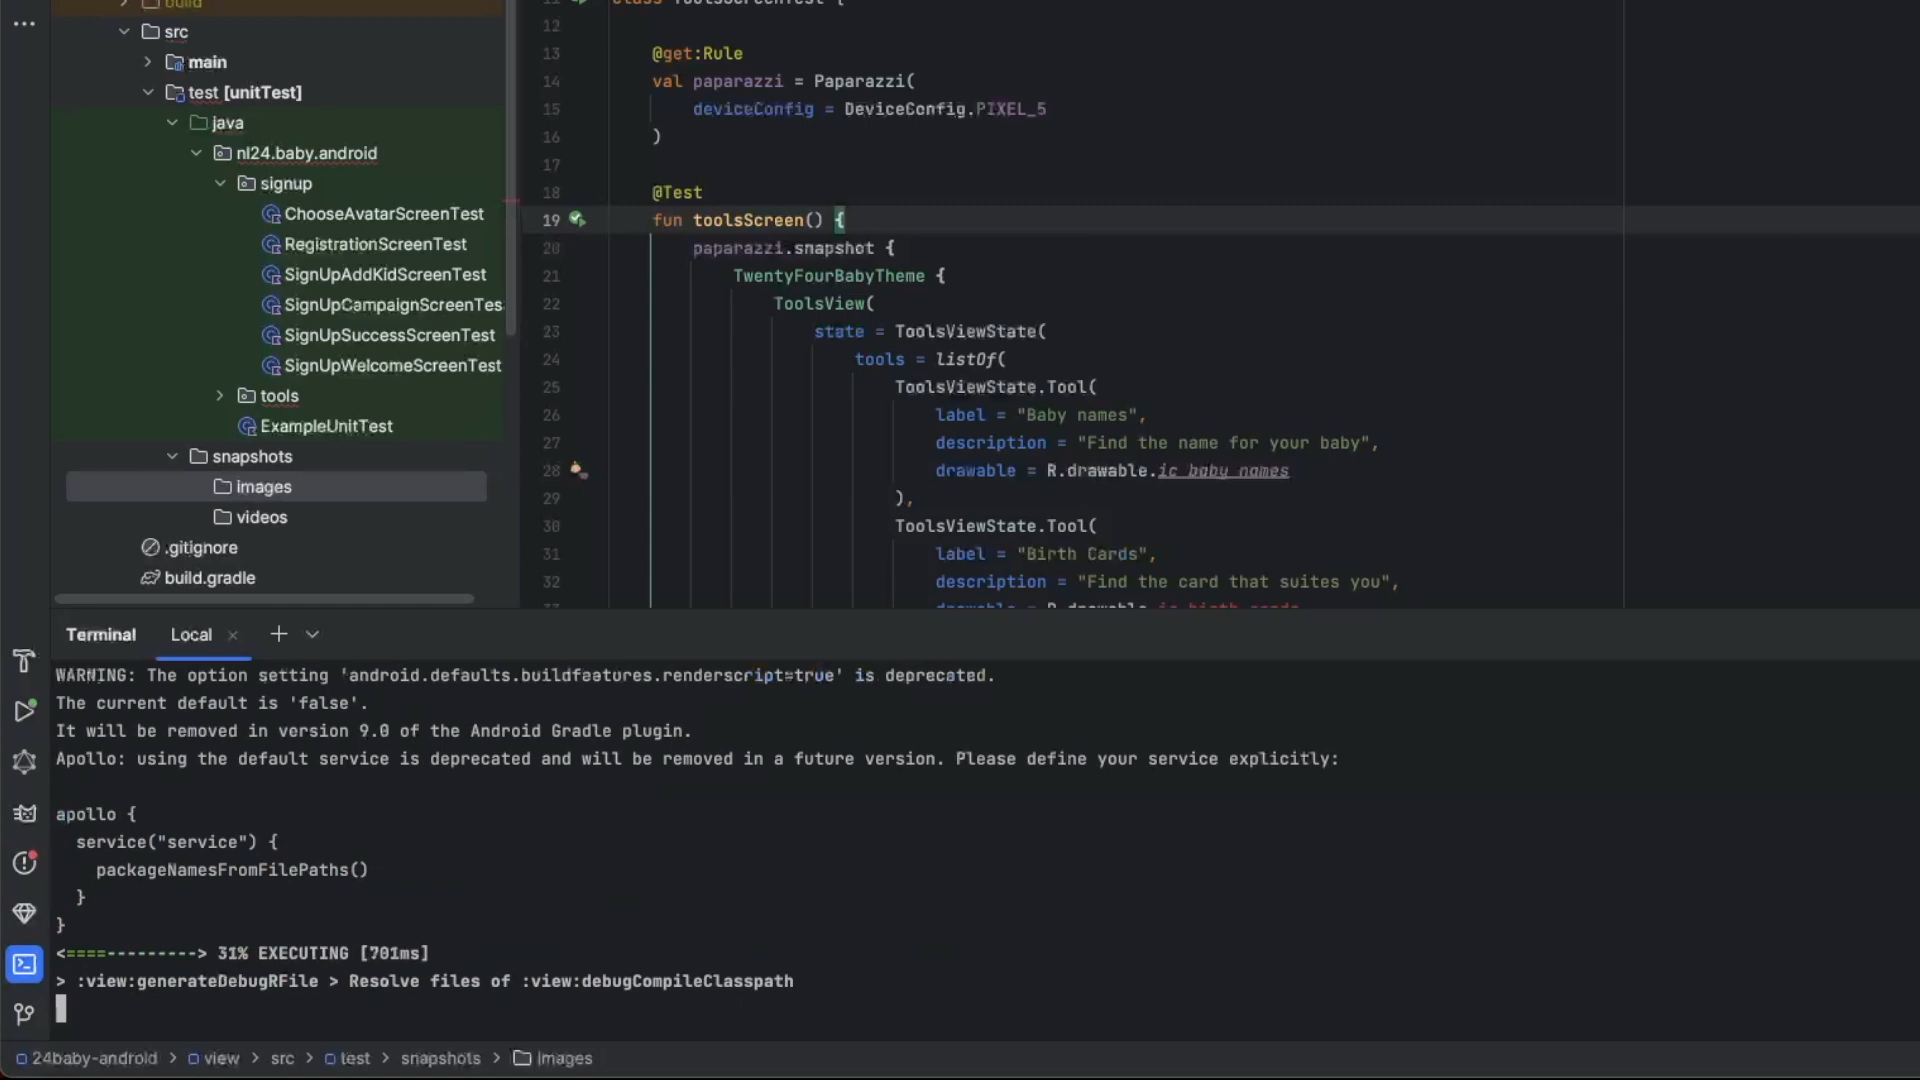 build
src
main
test [unitTest]
java
nl24.baby.android
signup
ChooseAvatarScreenTest
RegistrationScreenTest
SignUpAddKidScreenTest
SignUpCampaignScreenTes
SignUpSuccessScreenTest
SignUpWelcomeScreenTest
tools
ExampleUnitTest
snapshots
images
videos
.gitignore
build.gradle
12
13 @get:Rule
14 val paparazzi = Paparazzi(
15 deviceConfig = DeviceConfig.PIXEL_5
16 )
17
18 @Test
19 fun toolsScreen() {
20 paparazzi.snapshot {
21 TwentyFourBabyTheme {
22 ToolsView(
23 state = ToolsViewState(
24 tools = listOf(
25 ToolsViewState.Tool(
26 label = "Baby names",
27 description = "Find the name for your baby",
28 drawable = R.drawable.ic_baby_names
29 ),
30 ToolsViewState.Tool(
31 label = "Birth Cards",
32 description = "Find the card that suites you",
Terminal Local
WARNING: The option setting 'android.defaults.buildfeatures.renderscript=true' is deprecated.
The current default is 'false'.
It will be removed in version 9.0 of the Android Gradle plugin.
Apollo: using the default service is deprecated and will be removed in a future version. Please define your service explicitly:
apollo {
service("service") {
packageNamesFromFilePaths()
}
}
<====---------> 31% EXECUTING [701ms]
> :view:generateDebugRFile > Resolve files of :view:debugCompileClasspath
24baby-android > view > src > test > snapshots > images